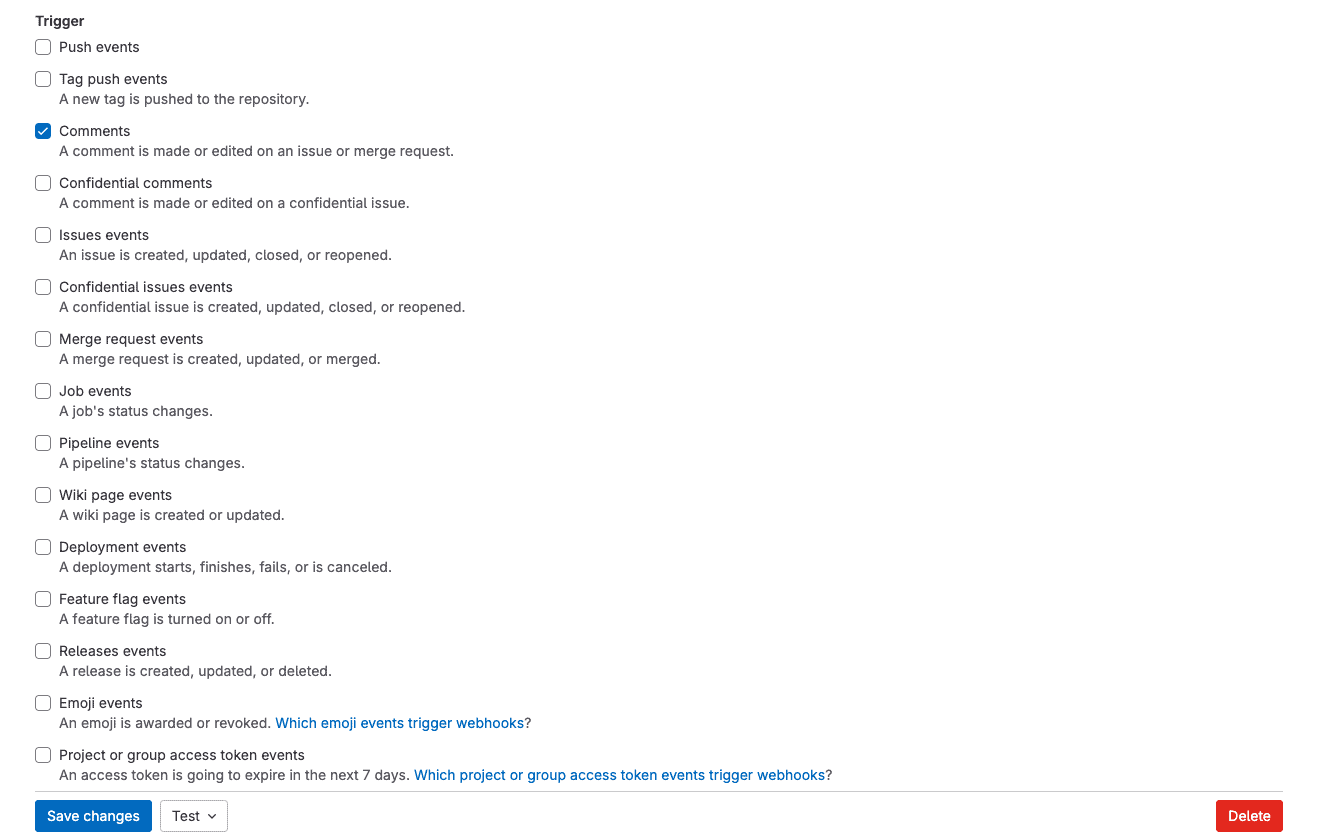 Trigger
Push events
Tag push events
A new tag is pushed to the repository.
Comments
A comment is made or edited on an issue or merge request.
Confidential comments
A comment is made or edited on a confidential issue.
Issues events
An issue is created, updated, closed, or reopened.
Confidential issues events
A confidential issue is created, updated, closed, or reopened.
Merge request events
A merge request is created, updated, or merged.
Job events
A job's status changes.
Pipeline events
A pipeline's status changes.
Wiki page events
A wiki page is created or updated.
Deployment events
A deployment starts, finishes, fails, or is canceled.
Feature flag events
A feature flag is turned on or off.
Releases events
A release is created, updated, or deleted.
Emoji events
An emoji is awarded or revoked. Which emoji events trigger webhooks?
Project or group access token events
An access token is going to expire in the next 7 days. Which project or group access token events trigger webhooks?
Save changes Test Delete